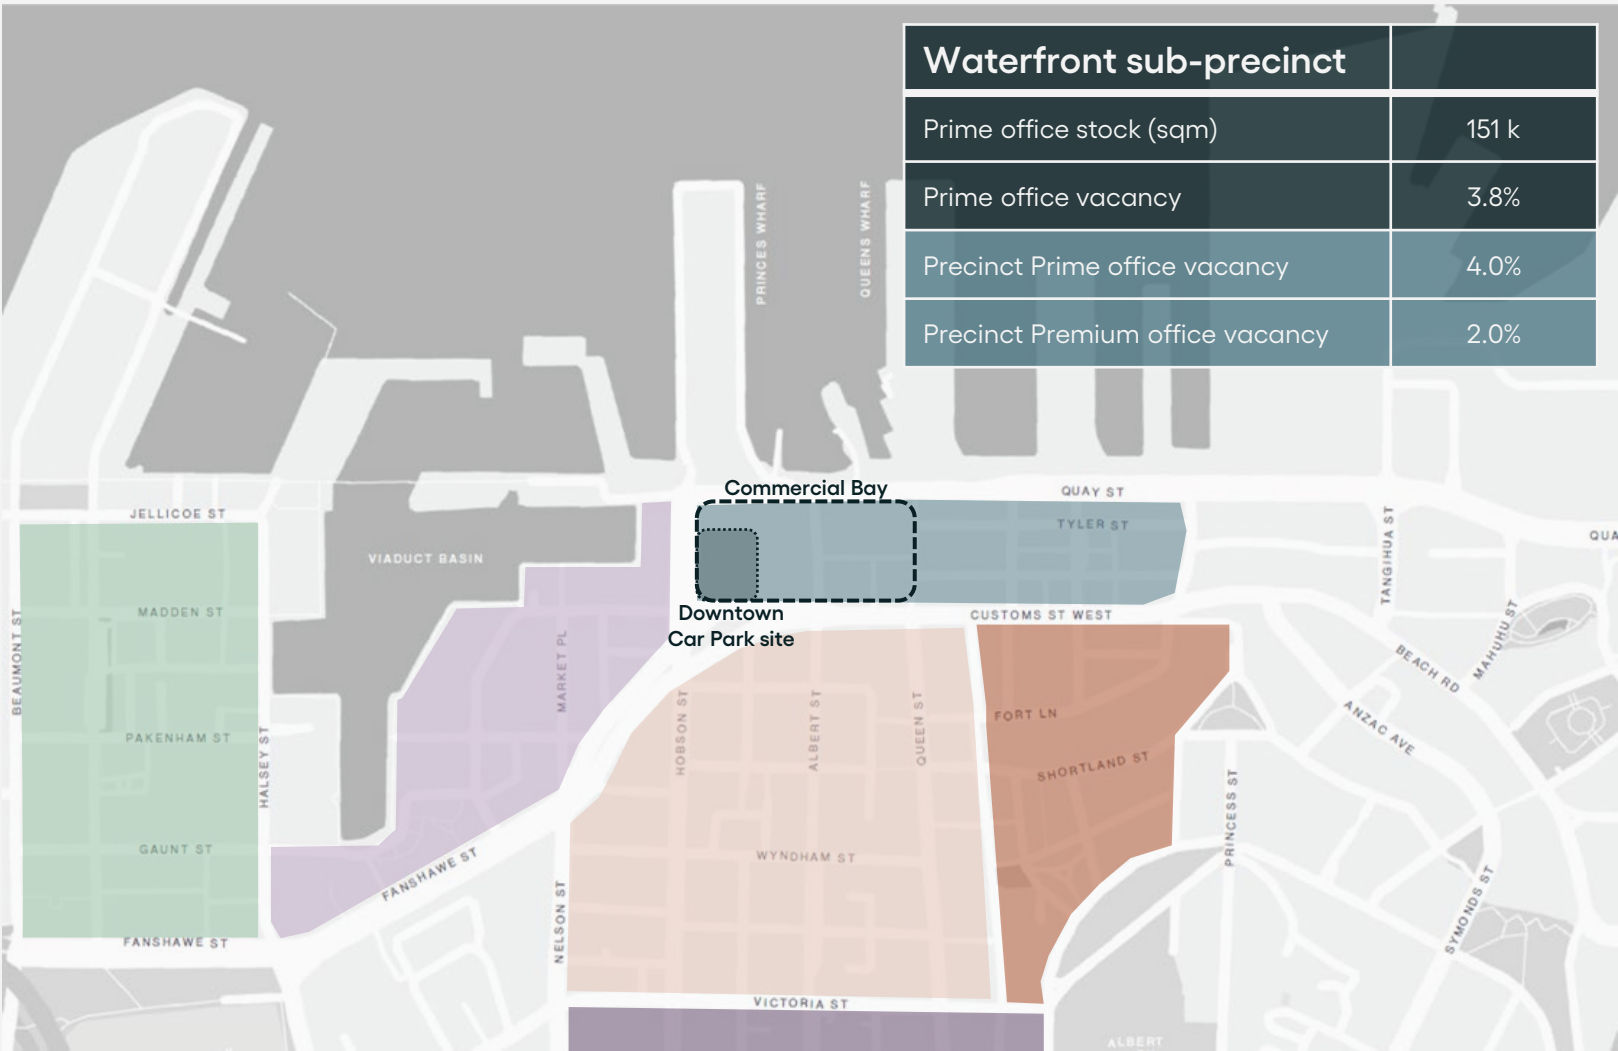 Waterfront sub-precinct
Prime office stock (sqm) 151 k
Prime office vacancy 3.8%
Precinct Prime office vacancy 4.0%
Precinct Premium office vacancy 2.0%
PRINCES WHARF
QUEENS WHARF
Commercial Bay
QUAY ST
JELLICOE ST
TYLER ST
TANGIHUA ST
QUA
VIADUCT BASIN
MADDEN ST
Downtown
Car Park site
CUSTOMS ST WEST
BEAUMONT ST
MARKET PL
MAHUHU ST
BEACH RD
HOBSON ST
ALBERT ST
QUEEN ST
FORT LN
ANZAC AVE
PAKENHAM ST
HALSEY ST
SHORTLAND ST
PRINCESS ST
GAUNT ST
FANSHAWE ST
WYNDHAM ST
NELSON ST
SYMONDS ST
FANSHAWE ST
VICTORIA ST
ALBERT